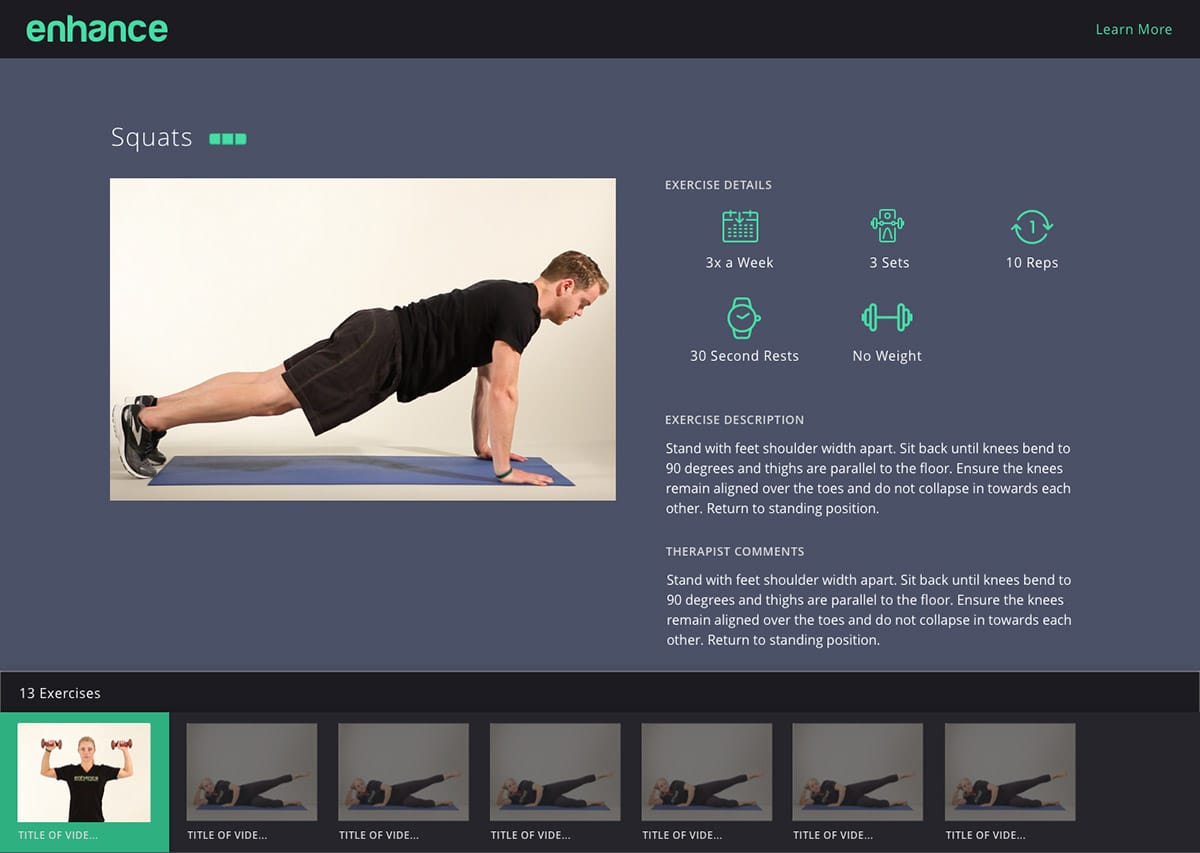 enhance
Learn More
Squats
EXERCISE DETAILS
3x a Week
3 Sets
1
10 Reps
30 Second Rests
No Weight
EXERCISE DESCRIPTION
Stand with feet shoulder width apart. Sit back until knees bend to
90 degrees and thighs are parallel to the floor. Ensure the knees
remain aligned over the toes and do not collapse in towards each
other. Return to standing position.
THERAPIST COMMENTS
Stand with feet shoulder width apart. Sit back until knees bend to
90 degrees and thighs are parallel to the floor. Ensure the knees
remain aligned over the toes and do not collapse in towards each
other. Return to standing position.
13 Exercises
TITLE OF VIDE...
TITLE OF VIDE...
TITLE OF VIDE...
TITLE OF VIDE...
TITLE OF VIDE...
TITLE OF VIDE...
TITLE OF VIDE...